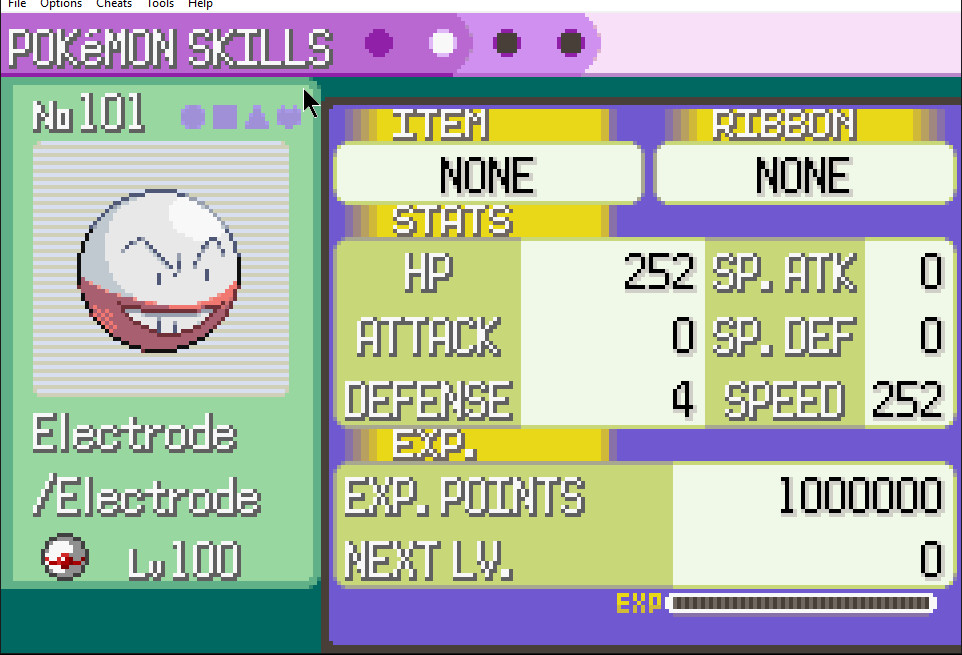 File Options Cheats Tools Help
POKéMON SKILLS
No101
ITEM RIBBON
NONE NONE
STATS
HP 252 SP. ATK 0
ATTACK 0 SP. DEF 0
DEFENSE 4 SPEED 252
EXP.
Electrode
/Electrode
EXP. POINTS 1000000
Lv100
NEXT LV. 0
EXP